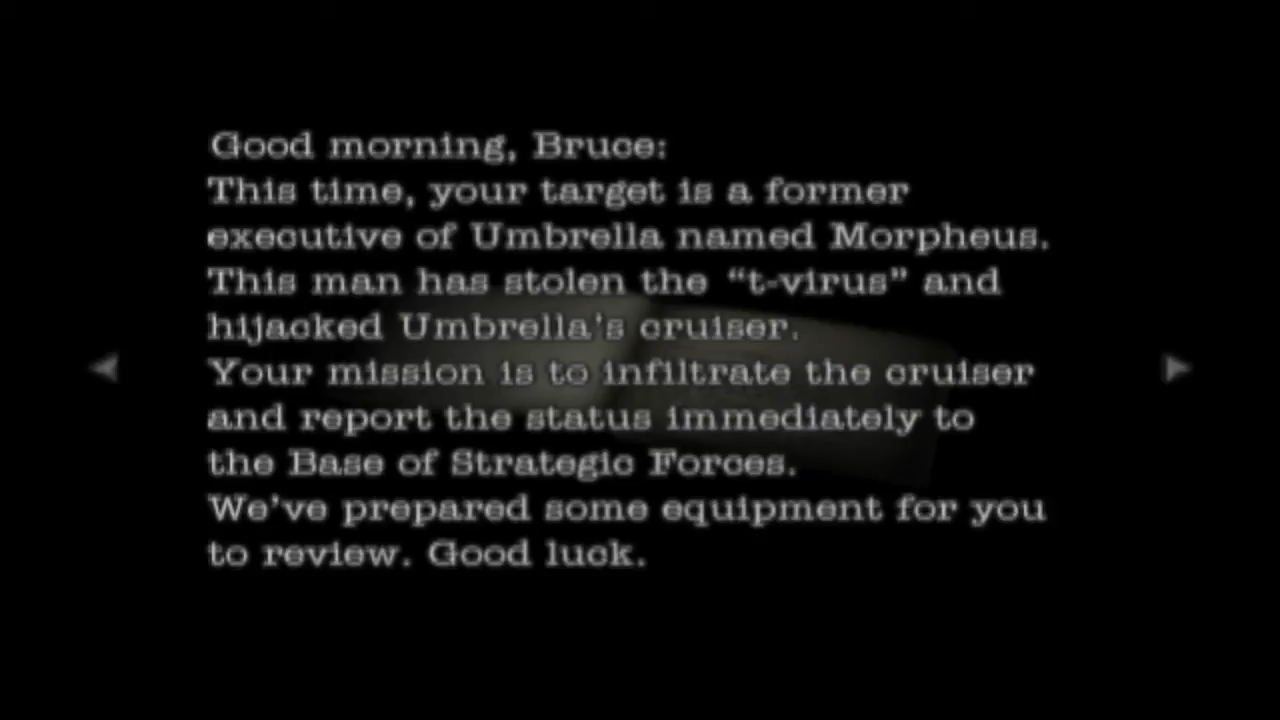 Good morning, Bruce:
This time, your target is a former
executive of Umbrella named Morpheus.
This man has stolen the “t-virus” and
hijacked Umbrella's cruiser.
Your mission is to infiltrate the cruiser
and report the status immediately to
the Base of Strategic Forces.
We've prepared some equipment for you
to review. Good luck.